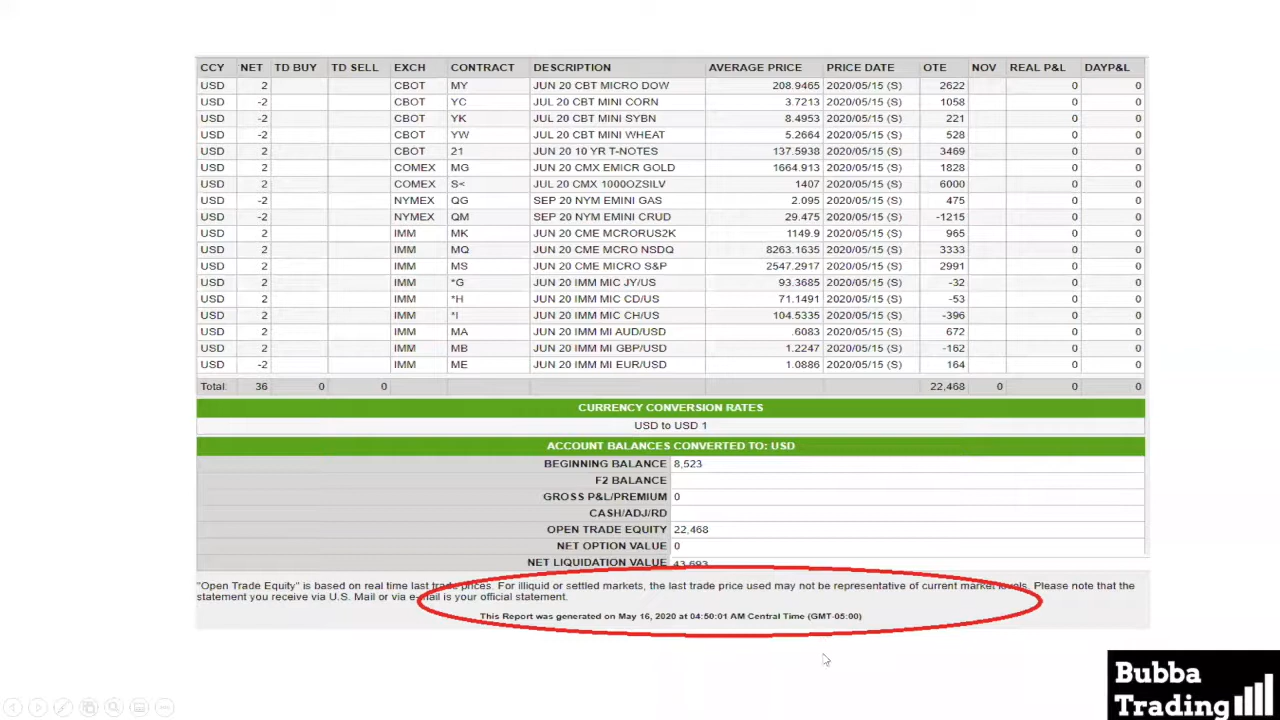 CCY NET TD BUY TD SELL EXCH CONTRACT DESCRIPTION AVERAGE PRICE PRICE DATE OTE NOV REAL P&L DAYP&L
USD 2 CBOT MY JUN 20 CBT MICRO DOW 208.9465 2020/05/15 (S) 2622 0 0
USD -2 CBOT YC JUL 20 CBT MINI CORN 3.7213 2020/05/15 (S) 1058 0 0
USD -2 CBOT YK JUL 20 CBT MINI SYBN 8.4953 2020/05/15 (S) 221 0 0
USD -2 CBOT YW JUL 20 CBT MINI WHEAT 5.2664 2020/05/15 (S) 528 0 0
USD 2 CBOT 21 JUN 20 10 YR T-NOTES 137.5938 2020/05/15 (S) 3469 0 0
USD 2 COMEX MG JUN 20 CMX EMICR GOLD 1664.913 2020/05/15 (S) 1828 0 0
USD 2 COMEX S< JUL 20 CMX 1000OZSILV 1407 2020/05/15 (S) 6000 0 0
USD -2 NYMEX QG SEP 20 NYM EMINI GAS 2.095 2020/05/15 (S) 475 0 0
USD -2 NYMEX QM SEP 20 NYM EMINI CRUD 29.475 2020/05/15 (S) -1215 0 0
USD 2 IMM MK JUN 20 CME MCRORUS2K 1149.9 2020/05/15 (S) 965 0 0
USD 2 IMM MQ JUN 20 CME MCRO NSDQ 8263.1635 2020/05/15 (S) 3333 0 0
USD 2 IMM MS JUN 20 CME MICRO S&P 2547.2917 2020/05/15 (S) 2991 0 0
USD 2 IMM *G JUN 20 IMM MIC JY/US 93.3685 2020/05/15 (S) -32 0 0
USD 2 IMM *H JUN 20 IMM MIC CD/US 71.1491 2020/05/15 (S) -53 0 0
USD 2 IMM *I JUN 20 IMM MIC CH/US 104.5335 2020/05/15 (S) -396 0 0
USD 2 IMM MA JUN 20 IMM MI AUD/USD .6083 2020/05/15 (S) 672 0 0
USD 2 IMM MB JUN 20 IMM MI GBP/USD 1.2247 2020/05/15 (S) -162 0 0
USD -2 IMM ME JUN 20 IMM MI EUR/USD 1.0886 2020/05/15 (S) 164 0 0
Total: 36 0 0 22,468 0 0 0
CURRENCY CONVERSION RATES
USD to USD 1
ACCOUNT BALANCES CONVERTED TO: USD
BEGINNING BALANCE 8,523
F2 BALANCE
GROSS P&L/PREMIUM 0
CASH/ADJ/RD
OPEN TRADE EQUITY 22,468
NET OPTION VALUE 0
NET LIQUIDATION VALUE 43,693
"Open Trade Equity" is based on real time last trade prices. For illiquid or settled markets, the last trade price used may not be representative of current market levels. Please note that the
statement you receive via U.S. Mail or via e-Mail is your official statement.
This Report was generated on May 16, 2020 at 04:50:01 AM Central Time (GMT-05:00)
Bubba
Trading